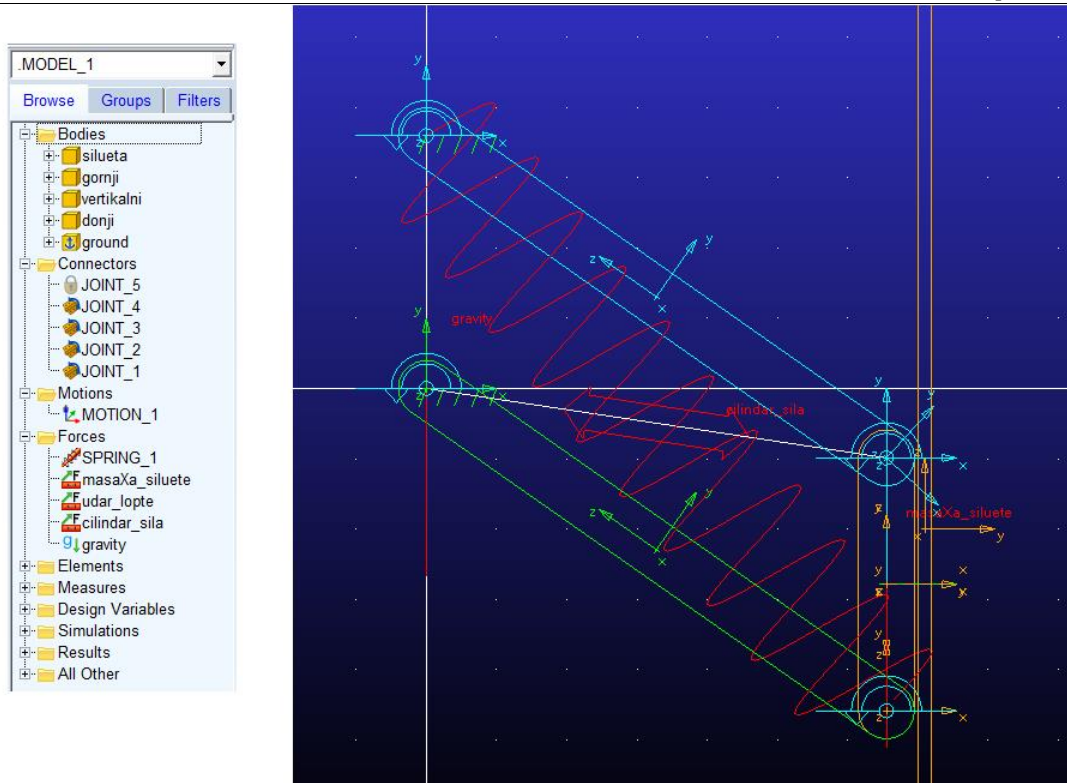 .MODEL_1
Browse Groups Filters
Bodies
silueta
gornji
vertikalni
donji
ground
Connectors
JOINT_5
JOINT_4
JOINT_3
JOINT_2
JOINT_1
Motions
MOTION_1
Forces
SPRING_1
masaXa_siluete
udar_lopte
cilindar_sila
gravity
Elements
Measures
Design Variables
Simulations
Results
All Other
y
z
x
y
z
x
y
gravity
z
x
cilindar_sila
y
y
z
x
masaXa_siluete
y
y
z
x
y
x
y
z
z
x